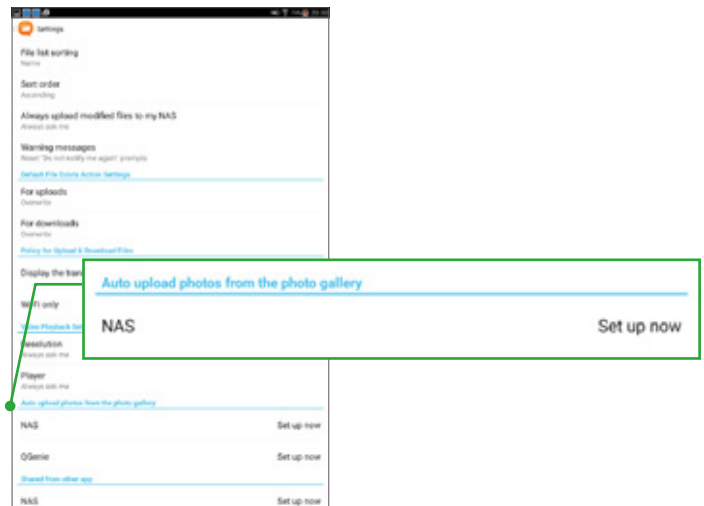 Settings
File list sorting
Name
Sort order
Ascending
Always upload modified files to my NAS
Always ask me
Warning messages
Reset "Do not notify me again" prompts
Default File Exists Action Settings
For uploads
Overwrite
For downloads
Overwrite
Policy for Upload & Download Files
Display the tran
Auto upload photos from the photo gallery
Wi-Fi only
NAS Set up now
Video Playback Set
Resolution
Always ask me
Player
Always ask me
Auto upload photos from the photo gallery
NAS Set up now
QGenie Set up now
Shared from other app
NAS Set up now